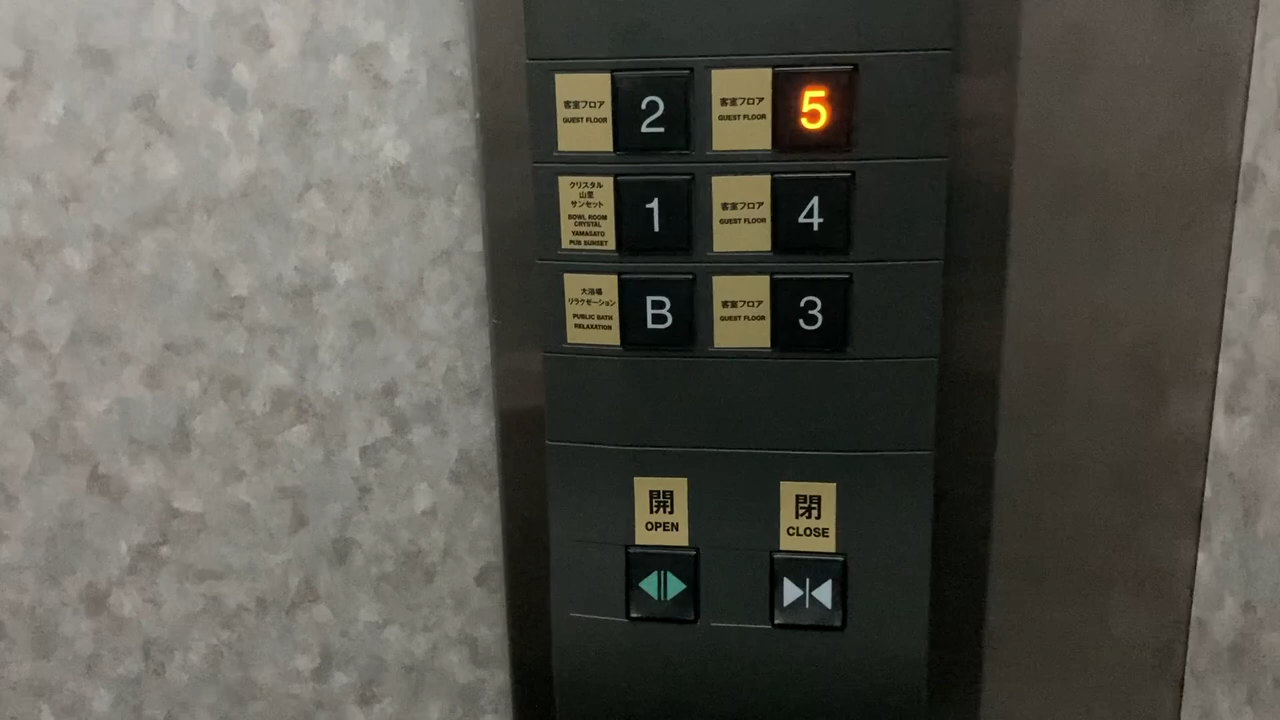 客室フロア
GUEST FLOOR
2
客室フロア
GUEST FLOOR
5
クリスタル
山里
サンセット
BOWL ROOM
CRYSTAL
YAMASATO
PUB SUNSET
1
客室フロア
GUEST FLOOR
4
大浴場
リラクゼーション
PUBLIC BATH
RELAXATION
B
客室フロア
GUEST FLOOR
3
開
OPEN
閉
CLOSE